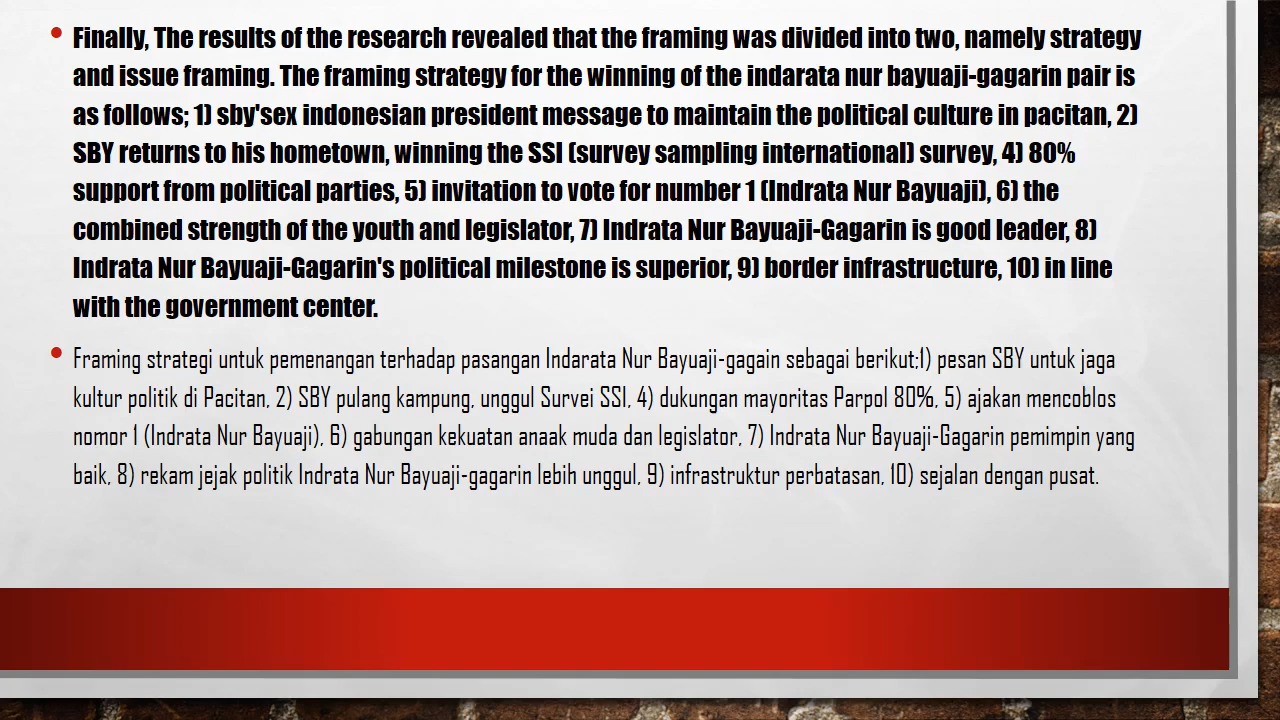 Finally, The results of the research revealed that the framing was divided into two, namely strategy
and issue framing. The framing strategy for the winning of the indarata nur bayuaji-gagarin pair is
as follows; 1) sby'sex indonesian president message to maintain the political culture in pacitan, 2)
SBY returns to his hometown, winning the SSI (survey sampling international) survey, 4) 80%
support from political parties, 5) invitation to vote for number 1 (Indrata Nur Bayuaji), 6) the
combined strength of the youth and legislator, 7) Indrata Nur Bayuaji-Gagarin is good leader, 8)
Indrata Nur Bayuaji-Gagarin's political milestone is superior, 9) border infrastructure, 10) in line
with the government center.
Framing strategi untuk pemenangan terhadap pasangan Indarata Nur Bayuaji-gagain sebagai berikut;1) pesan SBY untuk jaga
kultur politik di Pacitan, 2) SBY pulang kampung, unggul Survei SSI, 4) dukungan mayoritas Parpol 80%, 5) ajakan mencoblos
nomor 1 (Indrata Nur Bayuaji), 6) gabungan kekuatan anaak muda dan legislator, 7) Indrata Nur Bayuaji-Gagarin pemimpin yang
baik, 8) rekam jejak politik Indrata Nur Bayuaji-gagarin lebih unggul, 9) infrastruktur perbatasan, 10) sejalan dengan pusat.